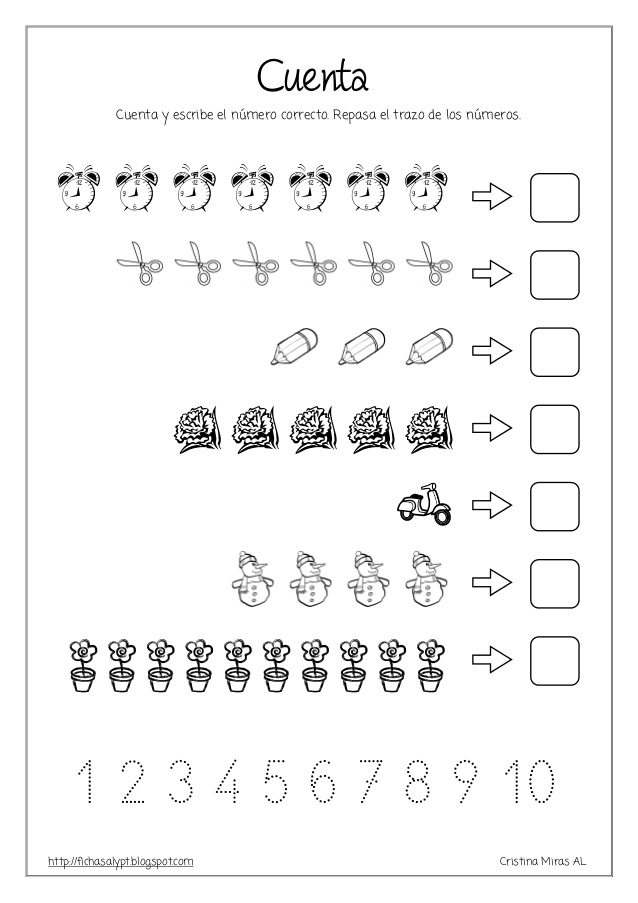 Cuenta
Cuenta y escribe el número correcto. Repasa el trazo de los números.
1 2 3 4 5 6 7 8 9 10
http://fichasalypt.blogspot.com
Cristina Miras AL